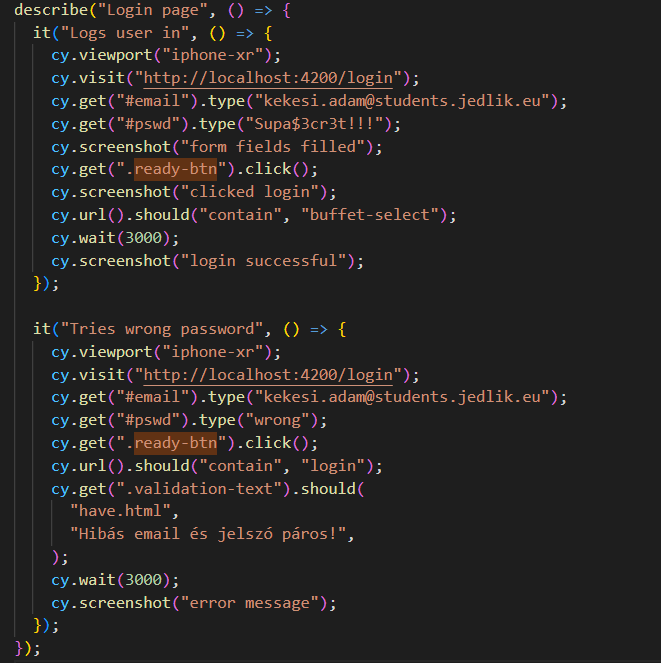 describe("Login page", () => {
  it("Logs user in", () => {
    cy.viewport("iphone-xr");
    cy.visit("http://localhost:4200/login");
    cy.get("#email").type("kekesi.adam@students.jedlik.eu");
    cy.get("#pswd").type("Supa$3cr3t!!!");
    cy.screenshot("form fields filled");
    cy.get(".ready-btn").click();
    cy.screenshot("clicked login");
    cy.url().should("contain", "buffet-select");
    cy.wait(3000);
    cy.screenshot("login successful");
  });

  it("Tries wrong password", () => {
    cy.viewport("iphone-xr");
    cy.visit("http://localhost:4200/login");
    cy.get("#email").type("kekesi.adam@students.jedlik.eu");
    cy.get("#pswd").type("wrong");
    cy.get(".ready-btn").click();
    cy.url().should("contain", "login");
    cy.get(".validation-text").should(
      "have.html",
      "Hibás email és jelszó páros!",
    );
    cy.wait(3000);
    cy.screenshot("error message");
  });
});